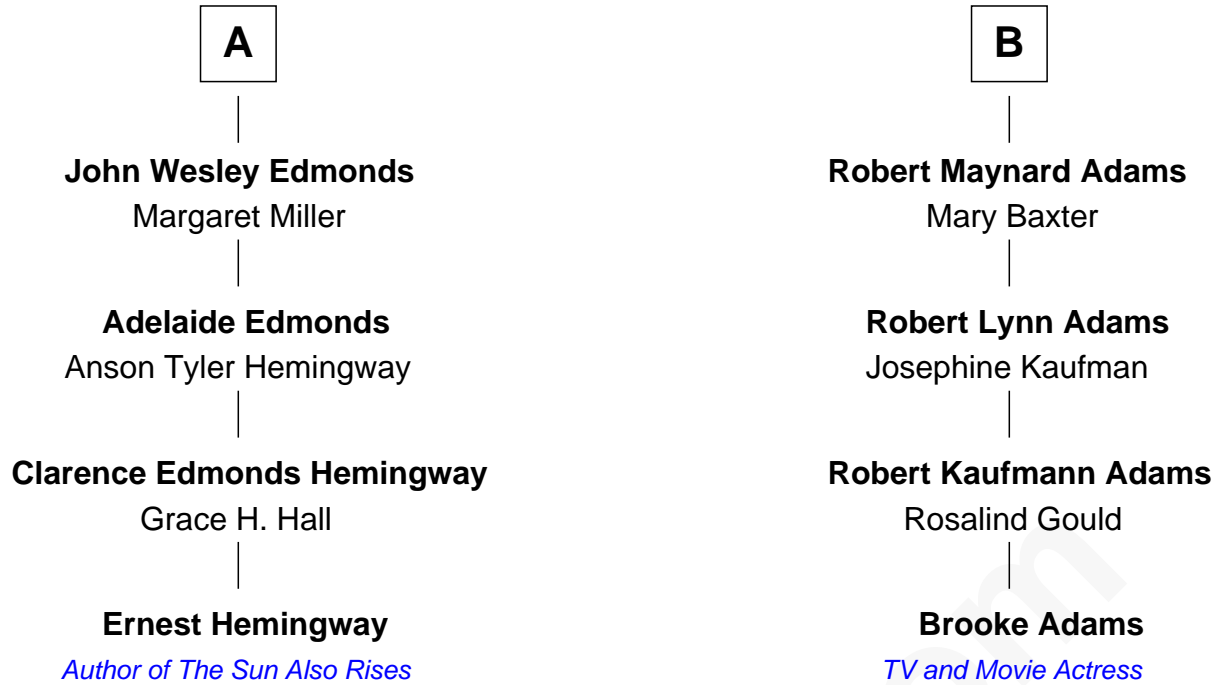 A
John Wesley Edmonds
Margaret Miller
Adelaide Edmonds
Anson Tyler Hemingway
Clarence Edmonds Hemingway
Grace H. Hall
Ernest Hemingway
Author of The Sun Also Rises
B
Robert Maynard Adams
Mary Baxter
Robert Lynn Adams
Josephine Kaufman
Robert Kaufmann Adams
Rosalind Gould
Brooke Adams
TV and Movie Actress